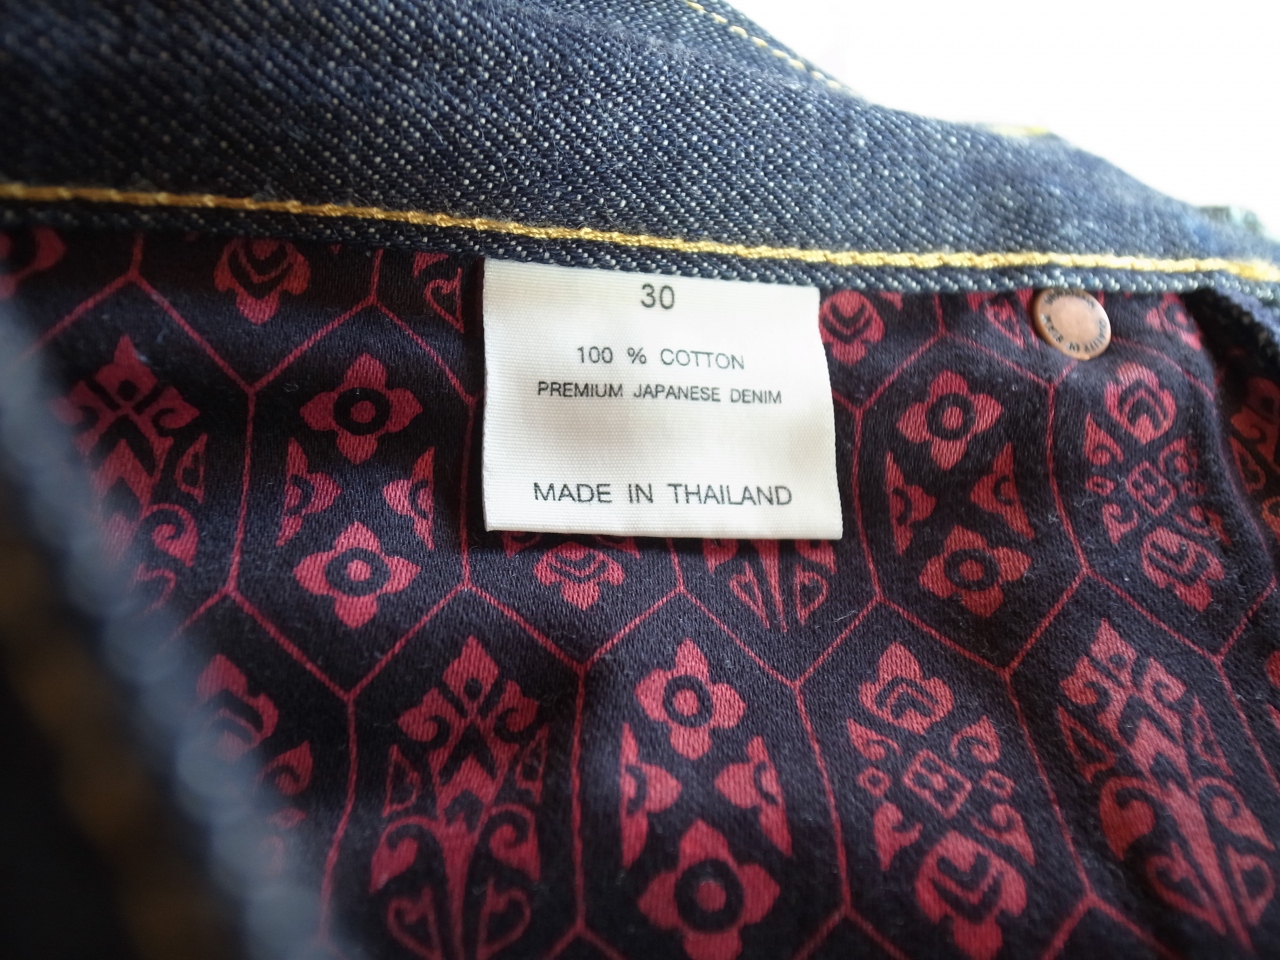 30
100 % COTTON
PREMIUM JAPANESE DENIM
MADE IN THAILAND